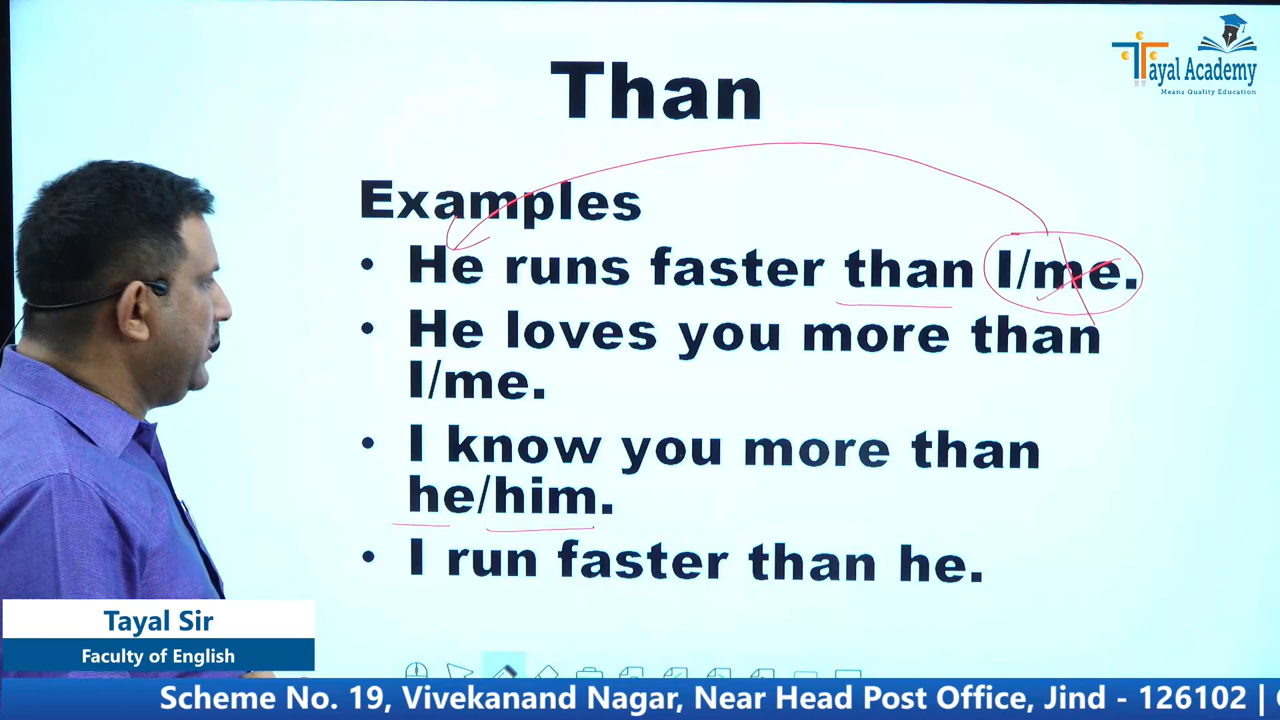 Than
Tayal Academy
Means Quality Education
Examples
• He runs faster than I/me.
• He loves you more than
I/me.
• I know you more than
he/him.
• I run faster than he.
Tayal Sir
Faculty of English
Scheme No. 19, Vivekanand Nagar, Near Head Post Office, Jind - 126102 |